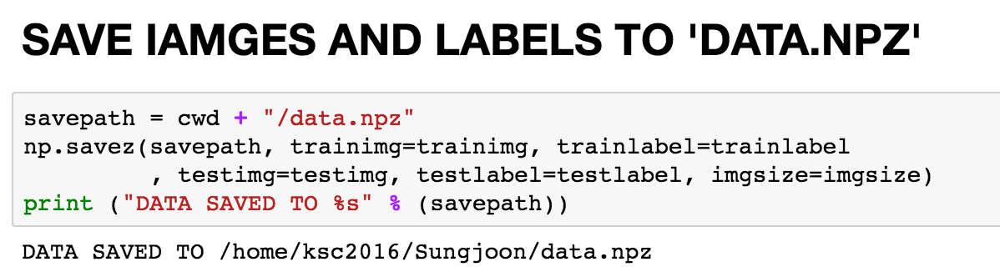 SAVE IAMGES AND LABELS TO 'DATA.NPZ'
savepath = cwd + "/data.npz"
np.savez(savepath, trainimg=trainimg, trainlabel=trainlabel
, testimg=testimg, testlabel=testlabel, imgsize=imgsize)
print ("DATA SAVED TO %s" % (savepath))
DATA SAVED TO /home/ksc2016/Sungjoon/data.npz